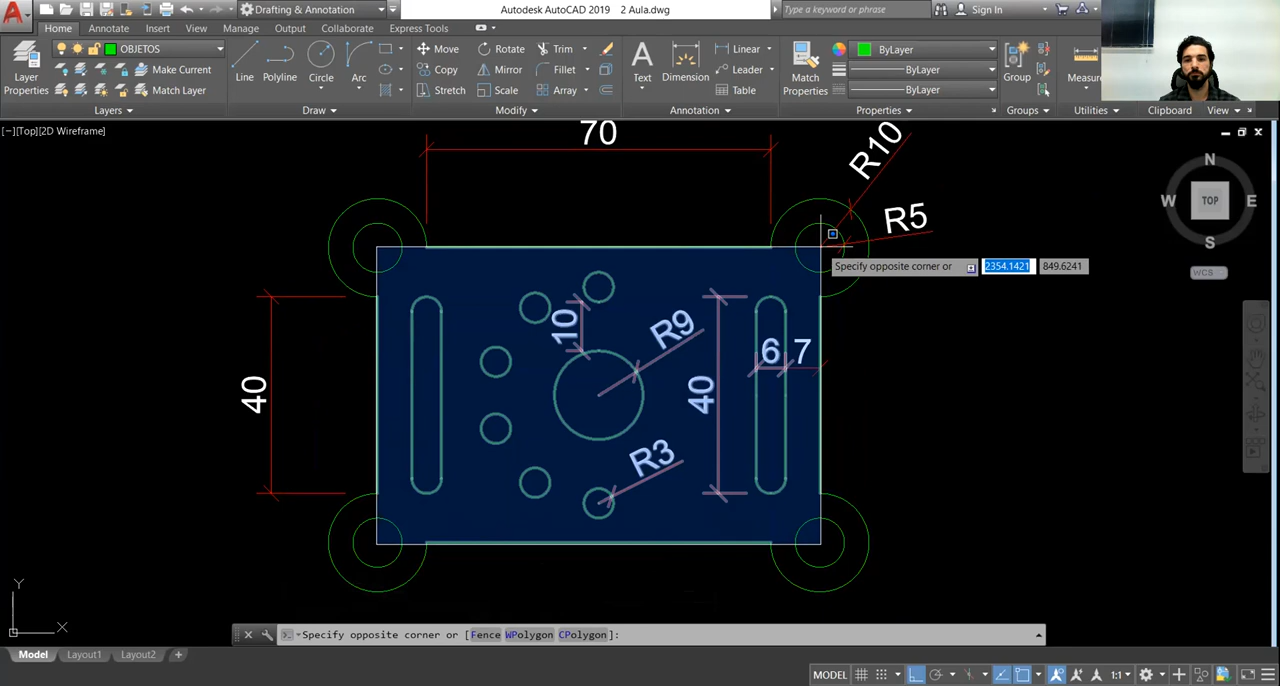 A Drafting & Annotation Autodesk AutoCAD 2019 2 Aula.dwg Type a keyword or phrase Sign In
Home Annotate Insert View Manage Output Collaborate Express Tools
OBJETOS
Layer Properties
Make Current
Match Layer
Layers
Line
Polyline
Circle
Arc
Draw
Move
Rotate
Trim
Copy
Mirror
Fillet
Stretch
Scale
Array
Modify
Text
Dimension
Linear
Leader
Table
Annotation
Match Properties
ByLayer
ByLayer
ByLayer
Properties
Group
Groups
Measu
Utilities
Clipboard
View
[−][Top][2D Wireframe]
70
R10
R5
N
W
TOP
E
S
WCS
Specify opposite corner or 2354.1421 849.6241
10
R9
6
7
40
40
R3
Y
X
Specify opposite corner or [Fence WPolygon CPolygon]:
Model Layout1 Layout2 +
MODEL 1:1